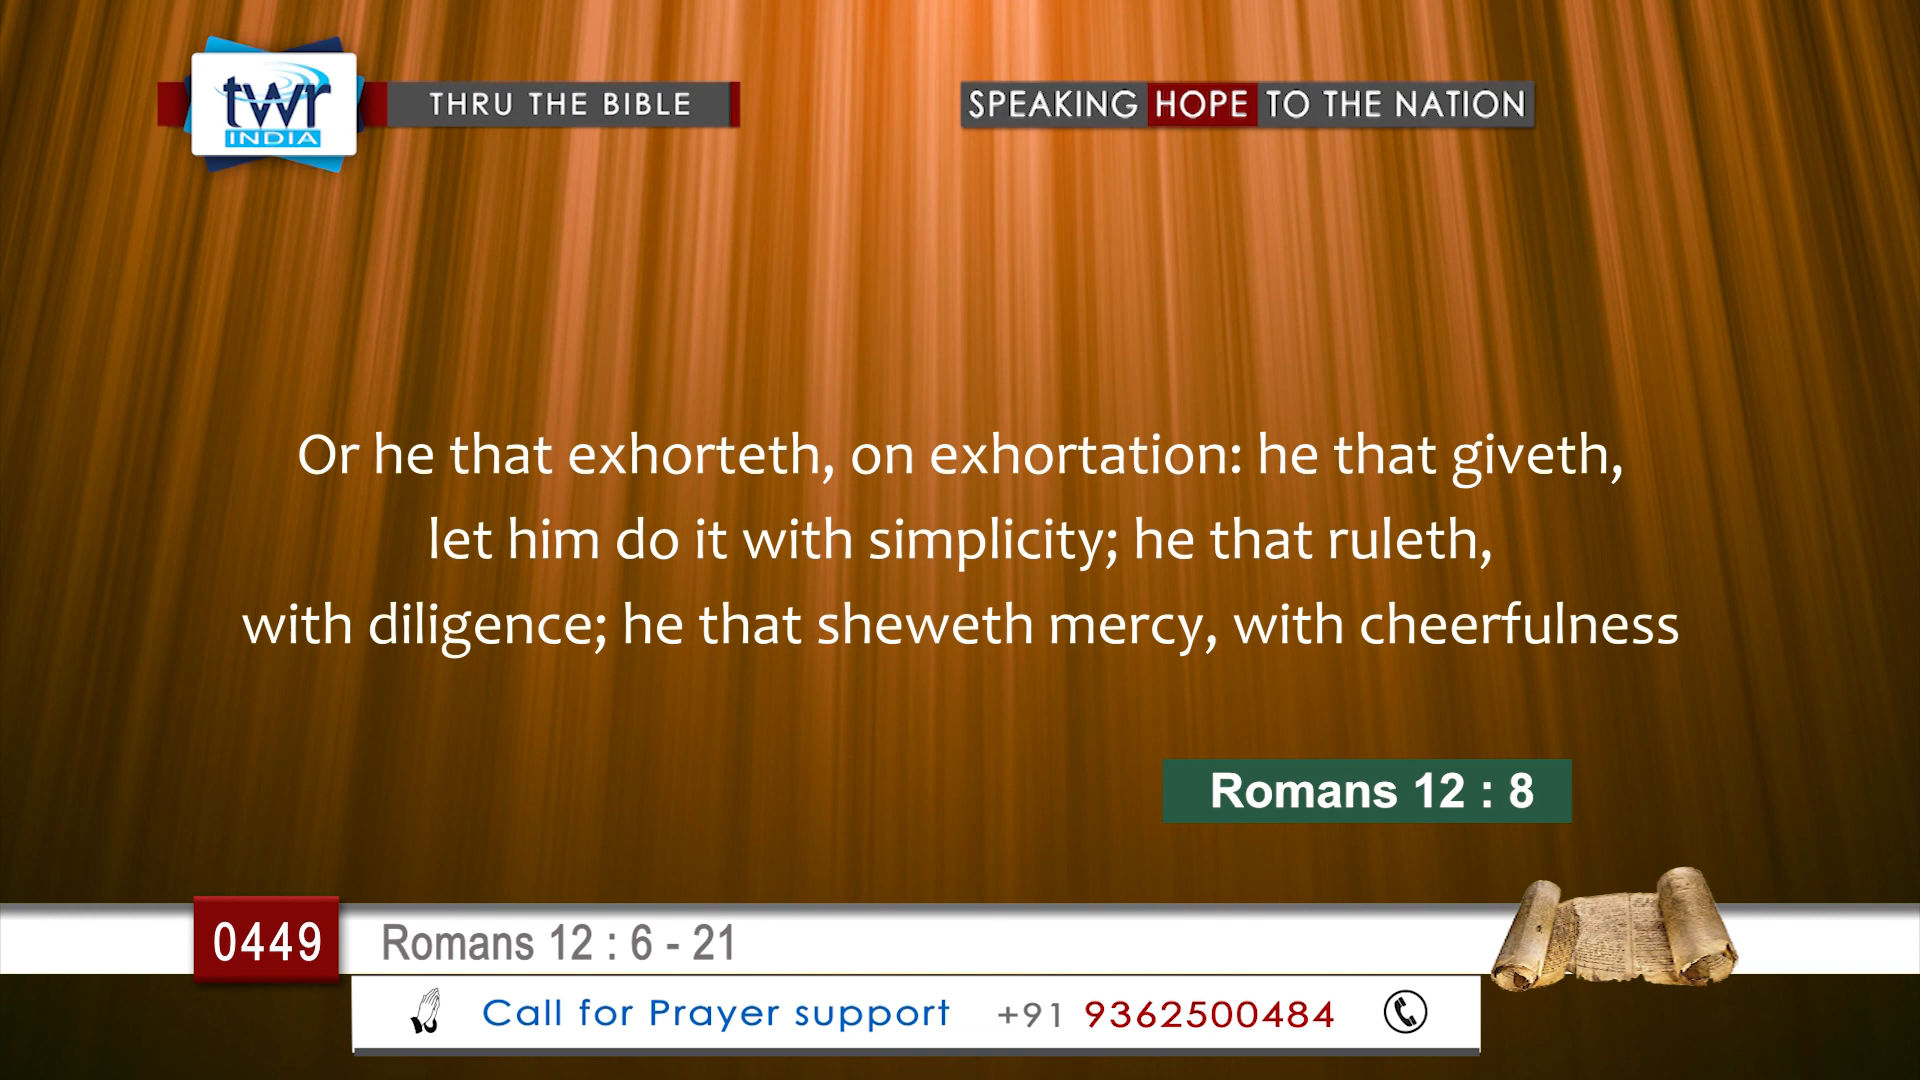 twr
INDIA
THRU THE BIBLE
SPEAKING HOPE TO THE NATION
Or he that exhorteth, on exhortation: he that giveth,
let him do it with simplicity; he that ruleth,
with diligence; he that sheweth mercy, with cheerfulness
Romans 12 : 8
0449
Romans 12 : 6 - 21
Call for Prayer support +91 9362500484